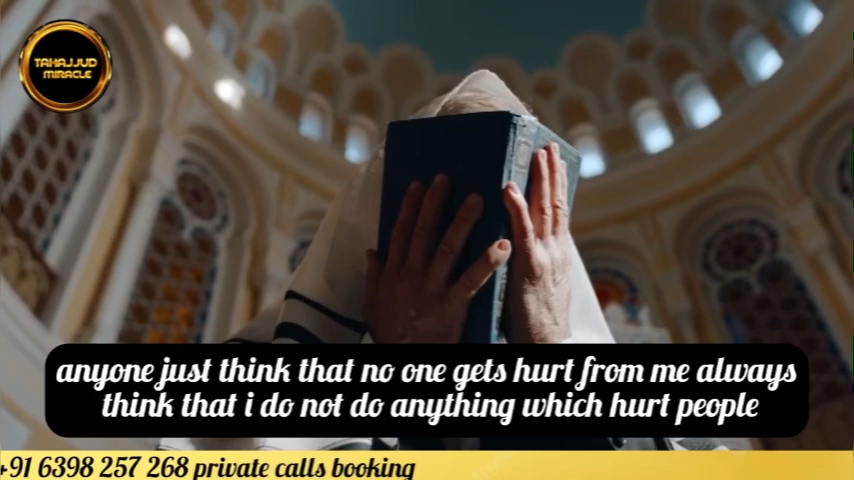 TAHAJJUD
MIRACLE
anyone just think that no one gets hurt from me always
think that i do not do anything which hurt people
+91 6398 257 268 private calls booking